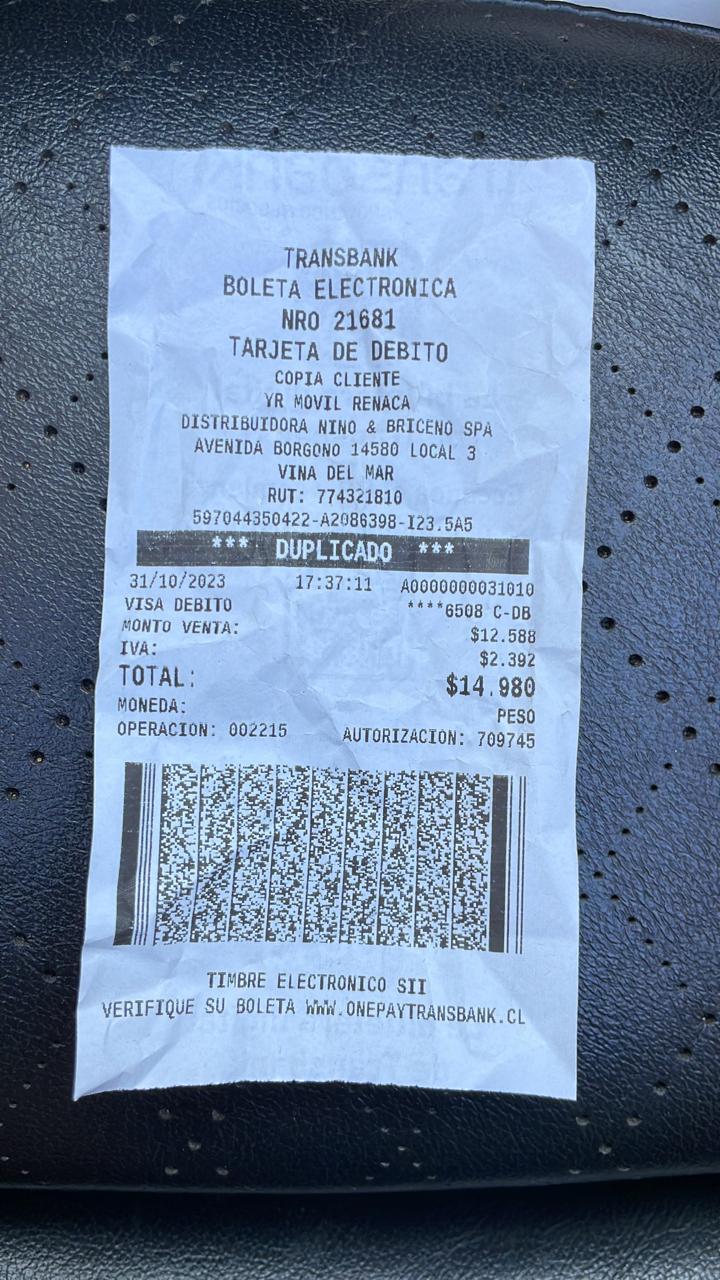 TRANSBANK
BOLETA ELECTRONICA
NRO 21681
TARJETA DE DEBITO
COPIA CLIENTE
YR MOVIL RENACA
DISTRIBUIDORA NINO & BRICENO SPA
AVENIDA BORGONO 14580 LOCAL 3
VINA DEL MAR
RUT: 774321810
597044350422-A2086398-I23.5A5
*** DUPLICADO ***
31/10/2023 17:37:11 A0000000031010
VISA DEBITO ****6508 C-DB
MONTO VENTA: $12.588
IVA: $2.392
TOTAL: $14.980
MONEDA: PESO
OPERACION: 002215 AUTORIZACION: 709745
TIMBRE ELECTRONICO SII
VERIFIQUE SU BOLETA WWW.ONEPAYTRANSBANK.CL